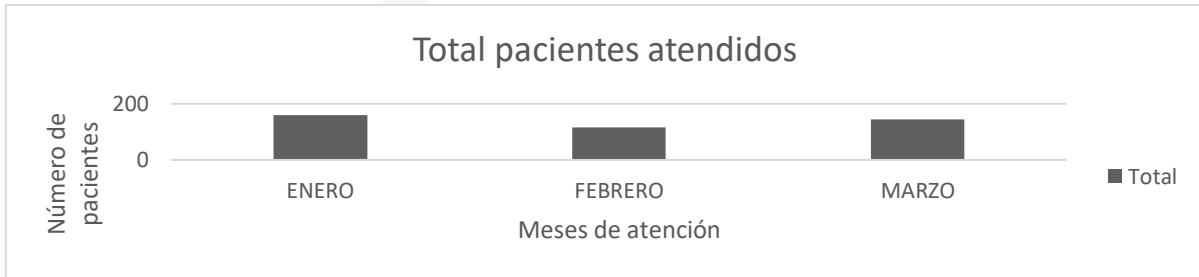 Total pacientes atendidos
Número de
pacientes
200
0
ENERO
FEBRERO
MARZO
Total
Meses de atención